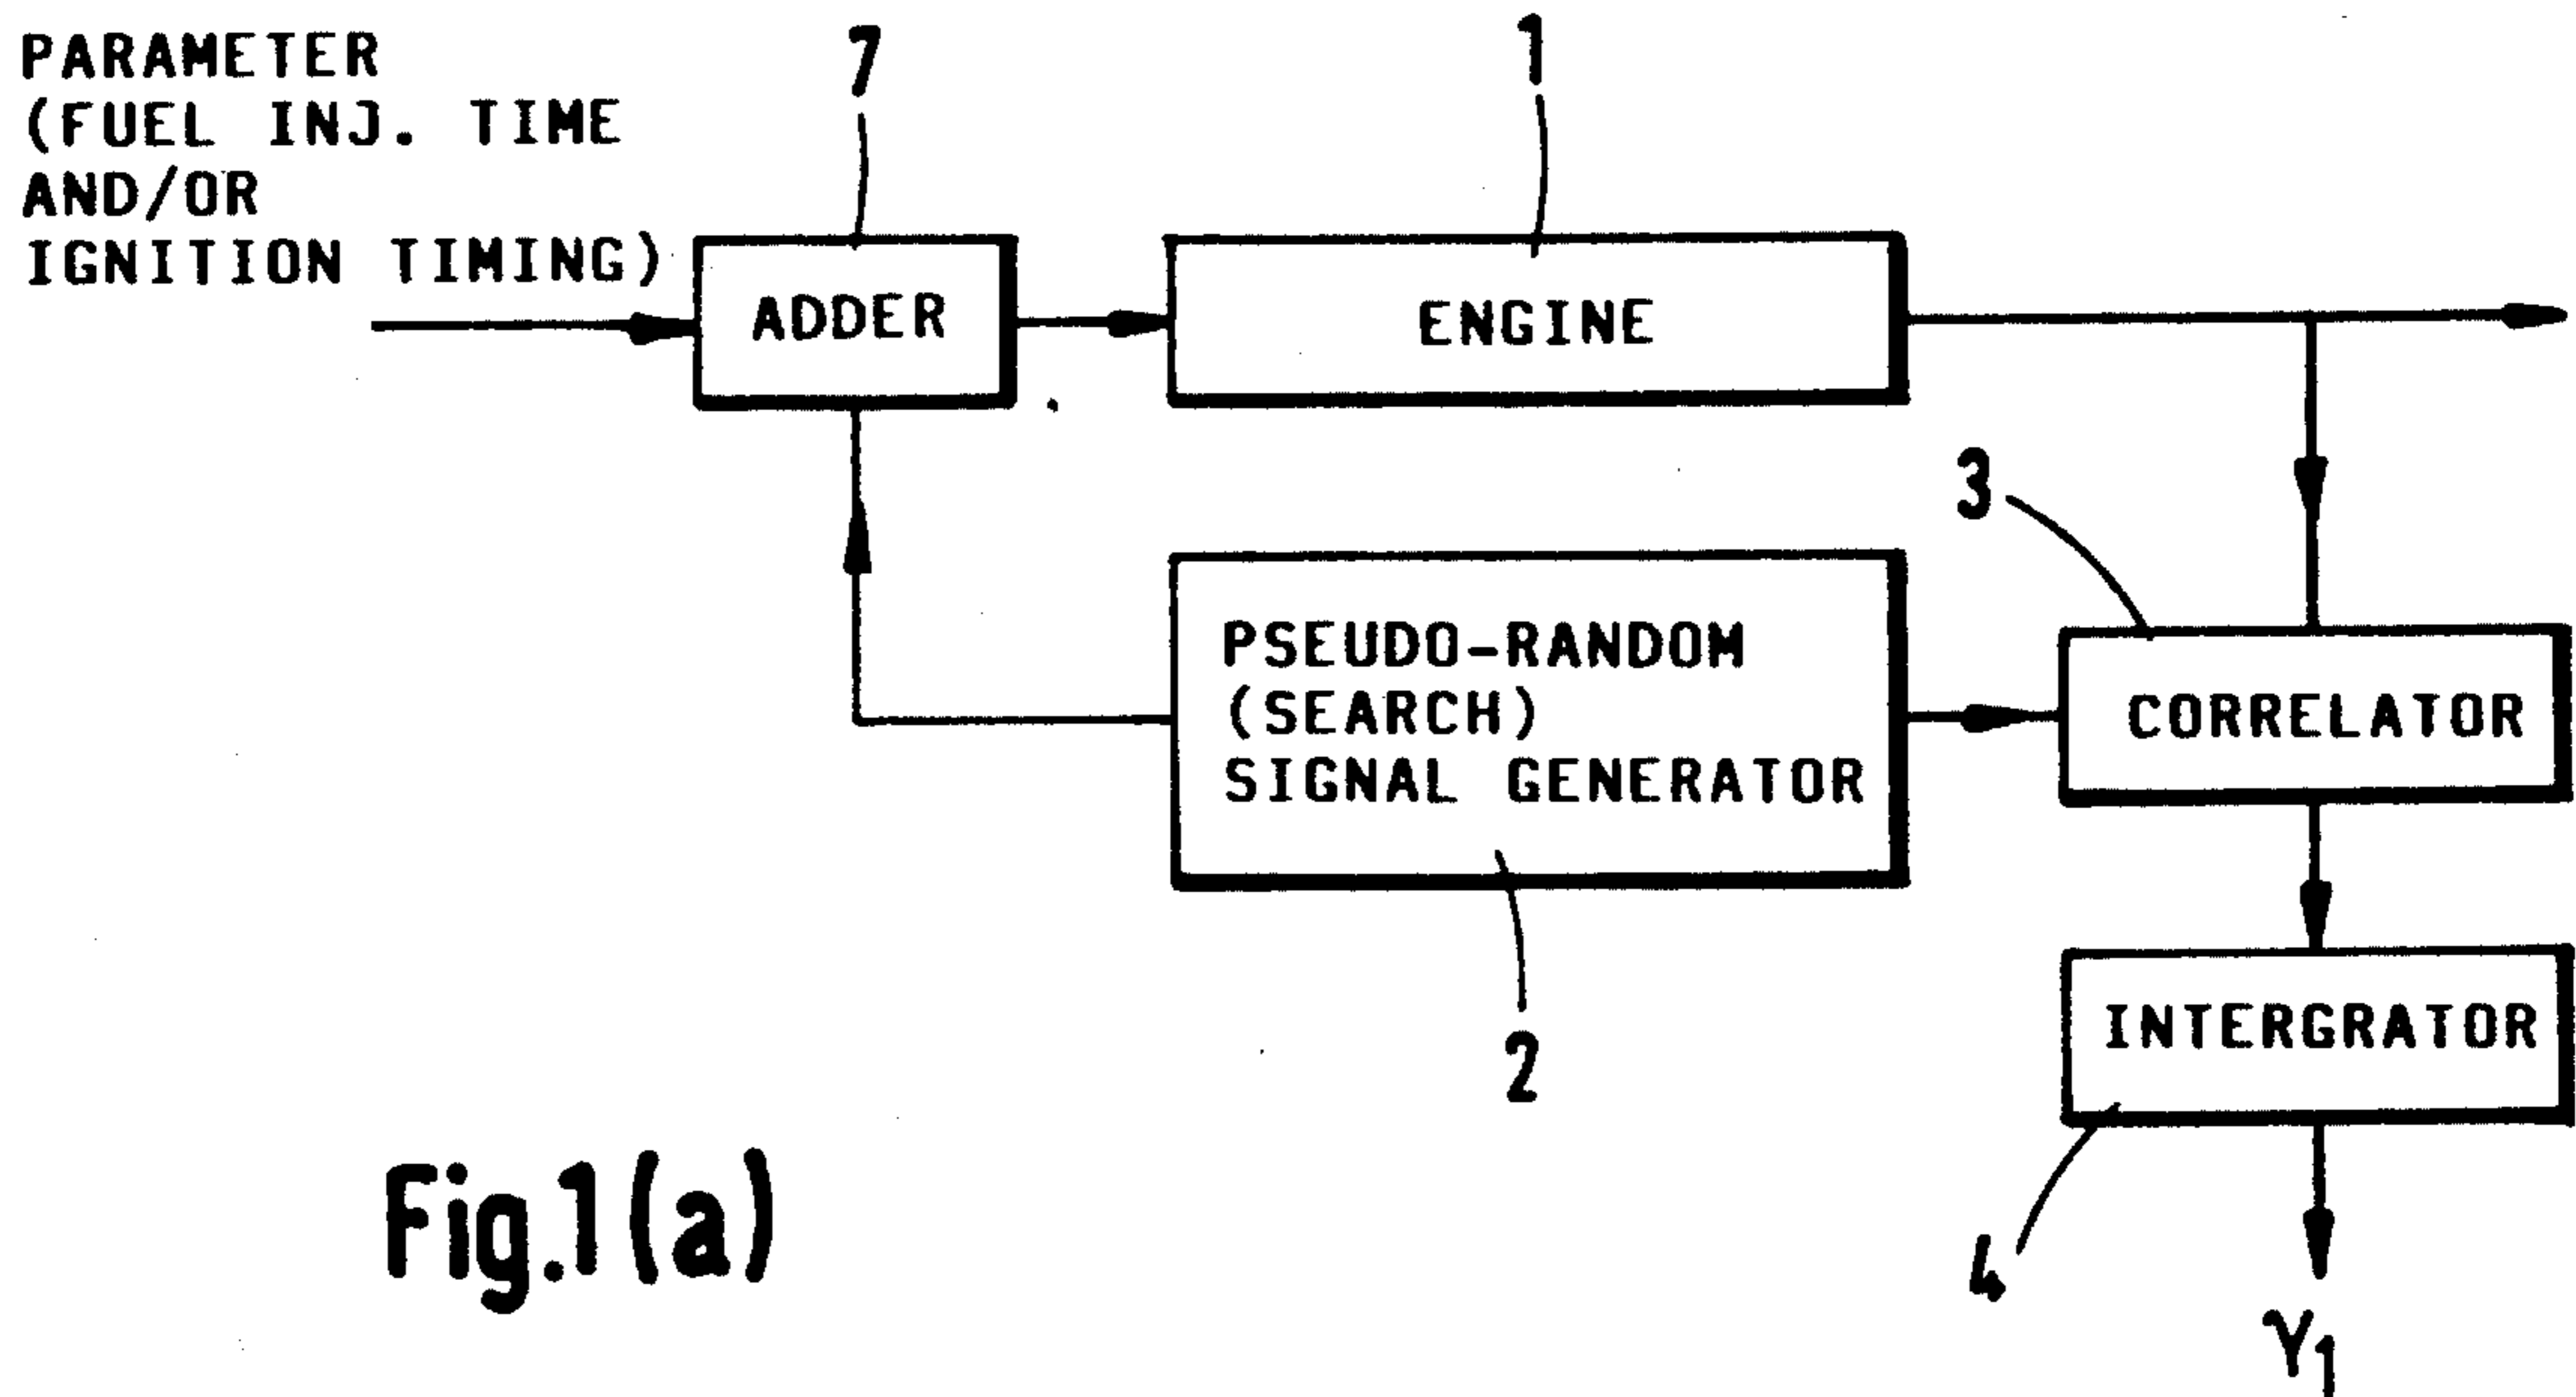 PARAMETER
(FUEL INJ. TIME
AND/OR
IGNITION TIMING)
7
1
ADDER
ENGINE
3
PSEUDO-RANDOM
(SEARCH)
SIGNAL GENERATOR
CORRELATOR
2
INTERGRATOR
4
γ1
Fig.1(a)